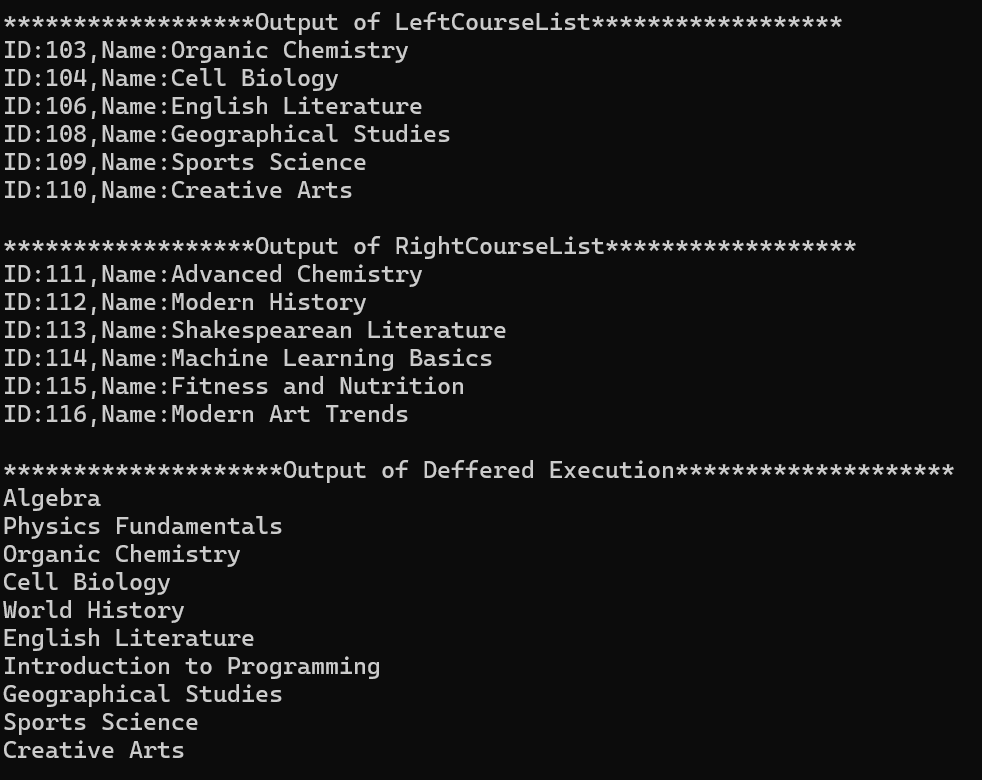 ******************Output of LeftCourseList******************
ID:103,Name:Organic Chemistry
ID:104,Name:Cell Biology
ID:106,Name:English Literature
ID:108,Name:Geographical Studies
ID:109,Name:Sports Science
ID:110,Name:Creative Arts
******************Output of RightCourseList******************
ID:111,Name:Advanced Chemistry
ID:112,Name:Modern History
ID:113,Name:Shakespearean Literature
ID:114,Name:Machine Learning Basics
ID:115,Name:Fitness and Nutrition
ID:116,Name:Modern Art Trends
********************Output of Deffered Execution********************
Algebra
Physics Fundamentals
Organic Chemistry
Cell Biology
World History
English Literature
Introduction to Programming
Geographical Studies
Sports Science
Creative Arts